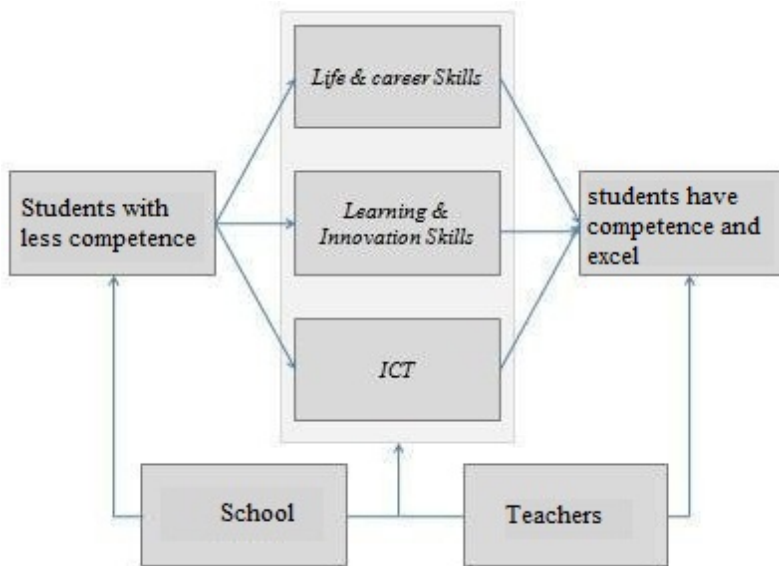 Life & career Skills
Students with
less competence
Learning &
Innovation Skills
students have
competence and
excel
ICT
School
Teachers